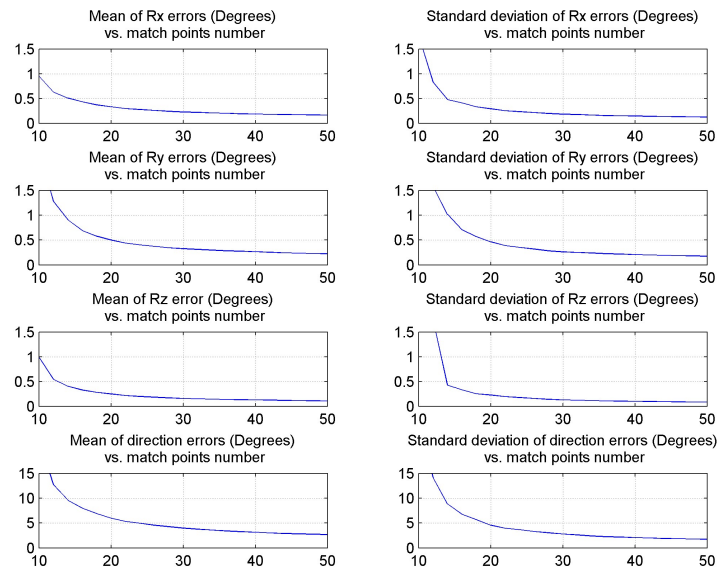 Mean of Rx errors (Degrees)
vs. match points number
1.5
1
0.5
0
10 20 30 40 50
Standard deviation of Rx errors (Degrees)
vs. match points number
1.5
1
0.5
0
10 20 30 40 50
Mean of Ry errors (Degrees)
vs. match points number
1.5
1
0.5
0
10 20 30 40 50
Standard deviation of Ry errors (Degrees)
vs. match points number
1.5
1
0.5
0
10 20 30 40 50
Mean of Rz error (Degrees)
vs. match points number
1.5
1
0.5
0
10 20 30 40 50
Standard deviation of Rz errors (Degrees)
vs. match points number
1.5
1
0.5
0
10 20 30 40 50
Mean of direction errors (Degrees)
vs. match points number
15
10
5
0
10 20 30 40 50
Standard deviation of direction errors (Degrees)
vs. match points number
15
10
5
0
10 20 30 40 50